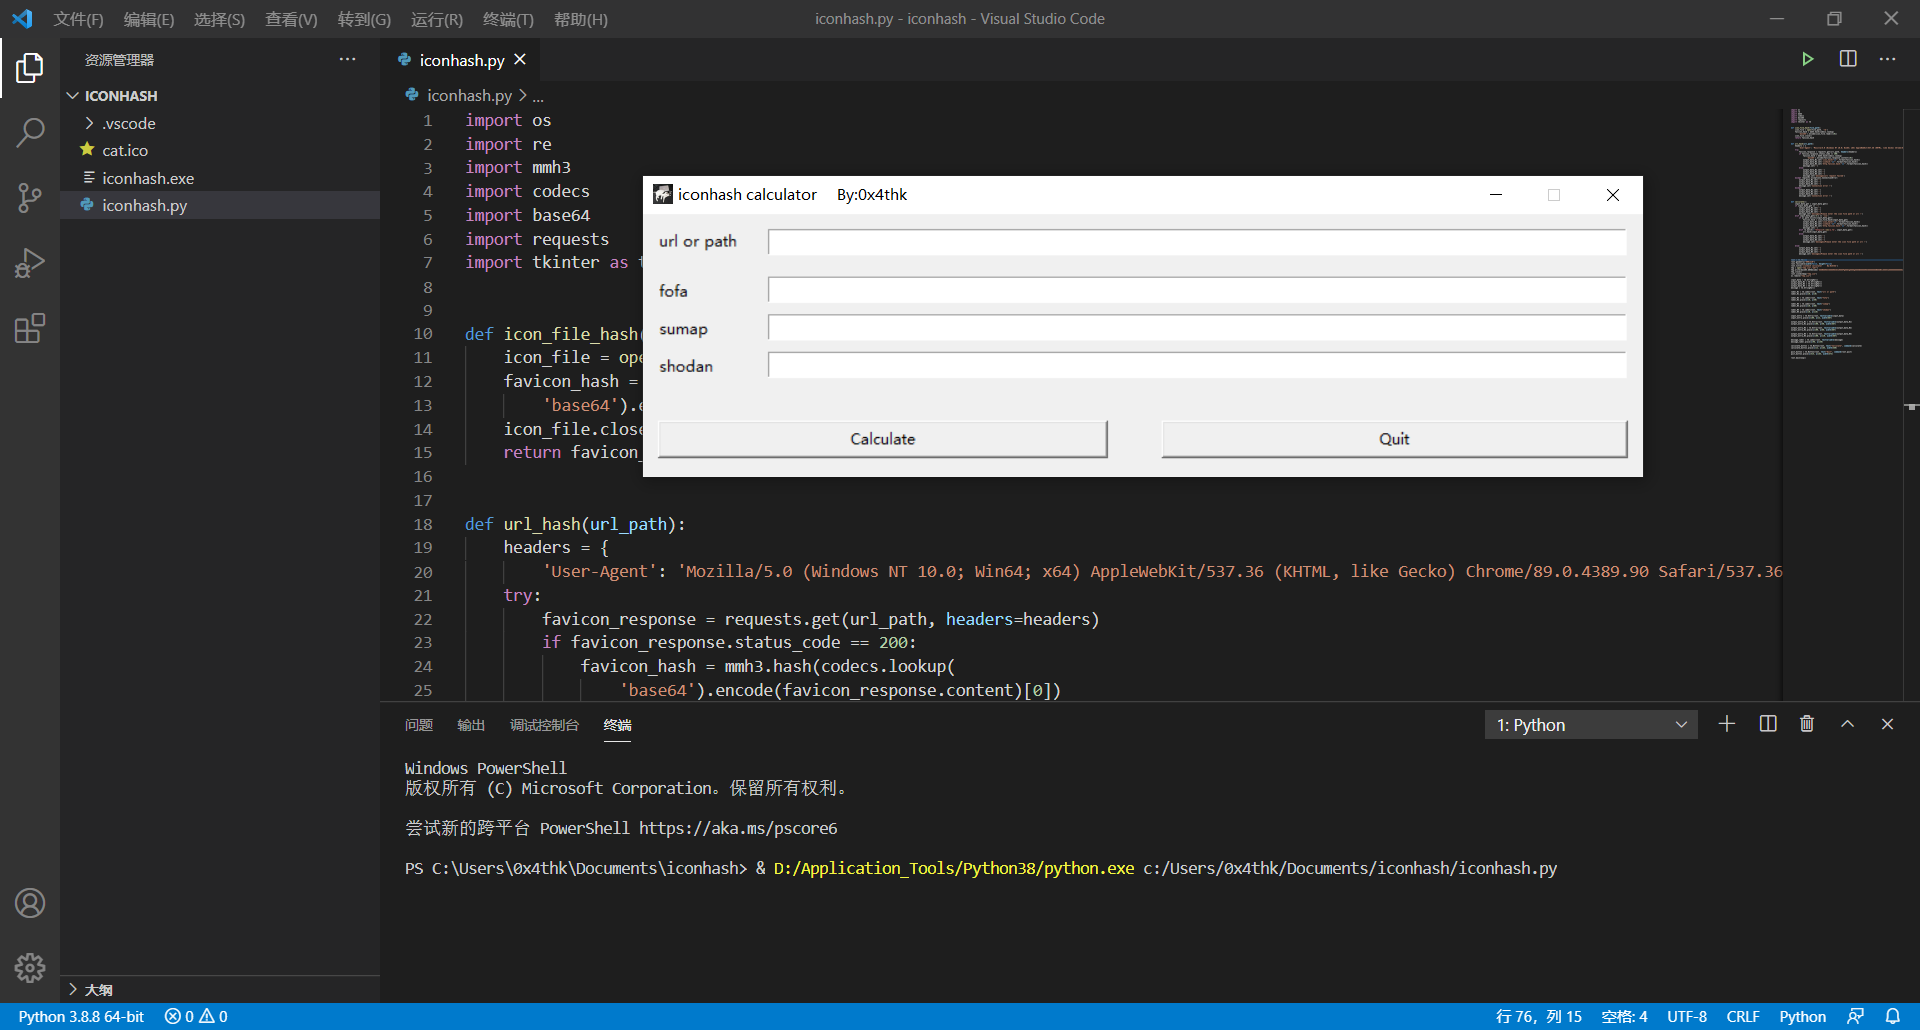 文件(F) 编辑(E) 选择(S) 查看(V) 转到(G) 运行(R) 终端(T) 帮助(H)
iconhash.py - iconhash - Visual Studio Code
资源管理器
ICONHASH
.vscode
cat.ico
iconhash.exe
iconhash.py
大纲
iconhash.py
iconhash.py > ...
1 import os
2 import re
3 import mmh3
4 import codecs
5 import base64
6 import requests
7 import tkinter as
8
9
10 def icon_file_hash(
11 icon_file = ope
12 favicon_hash =
13 'base64').
14 icon_file.close
15 return favicon_
16
17
18 def url_hash(url_path):
19 headers = {
20 'User-Agent': 'Mozilla/5.0 (Windows NT 10.0; Win64; x64) AppleWebKit/537.36 (KHTML, like Gecko) Chrome/89.0.4389.90 Safari/537.36
21 try:
22 favicon_response = requests.get(url_path, headers=headers)
23 if favicon_response.status_code == 200:
24 favicon_hash = mmh3.hash(codecs.lookup(
25 'base64').encode(favicon_response.content)[0])
iconhash calculator By:0x4thk
url or path
fofa
sumap
shodan
Calculate Quit
问题 输出 调试控制台 终端
1: Python
Windows PowerShell
版权所有 (C) Microsoft Corporation。保留所有权利。
尝试新的跨平台 PowerShell https://aka.ms/pscore6
PS C:\Users\0x4thk\Documents\iconhash> & D:/Application_Tools/Python38/python.exe c:/Users/0x4thk/Documents/iconhash/iconhash.py
Python 3.8.8 64-bit 0 0
行 76，列 15 空格: 4 UTF-8 CRLF Python